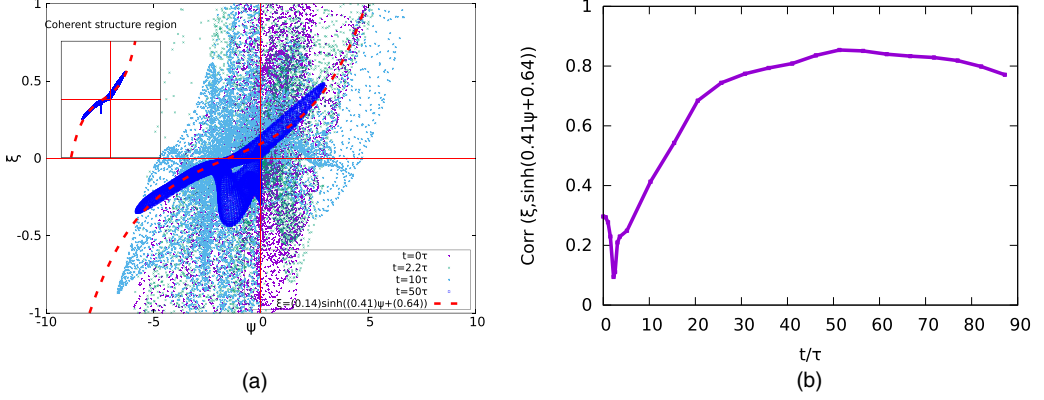 Coherent structure region
1
0.5
ξ
0
-0.5
-1
t=0τ
t=2.2τ
t=10τ
t=50τ
ξ=(0.14)sinh((0.41)ψ+(0.64))
-10 -5 0 5 10
ψ
(a)
Corr (ξ,sinh(0.41ψ+0.64))
1
0.8
0.6
0.4
0.2
0
0 10 20 30 40 50 60 70 80 90
t/τ
(b)